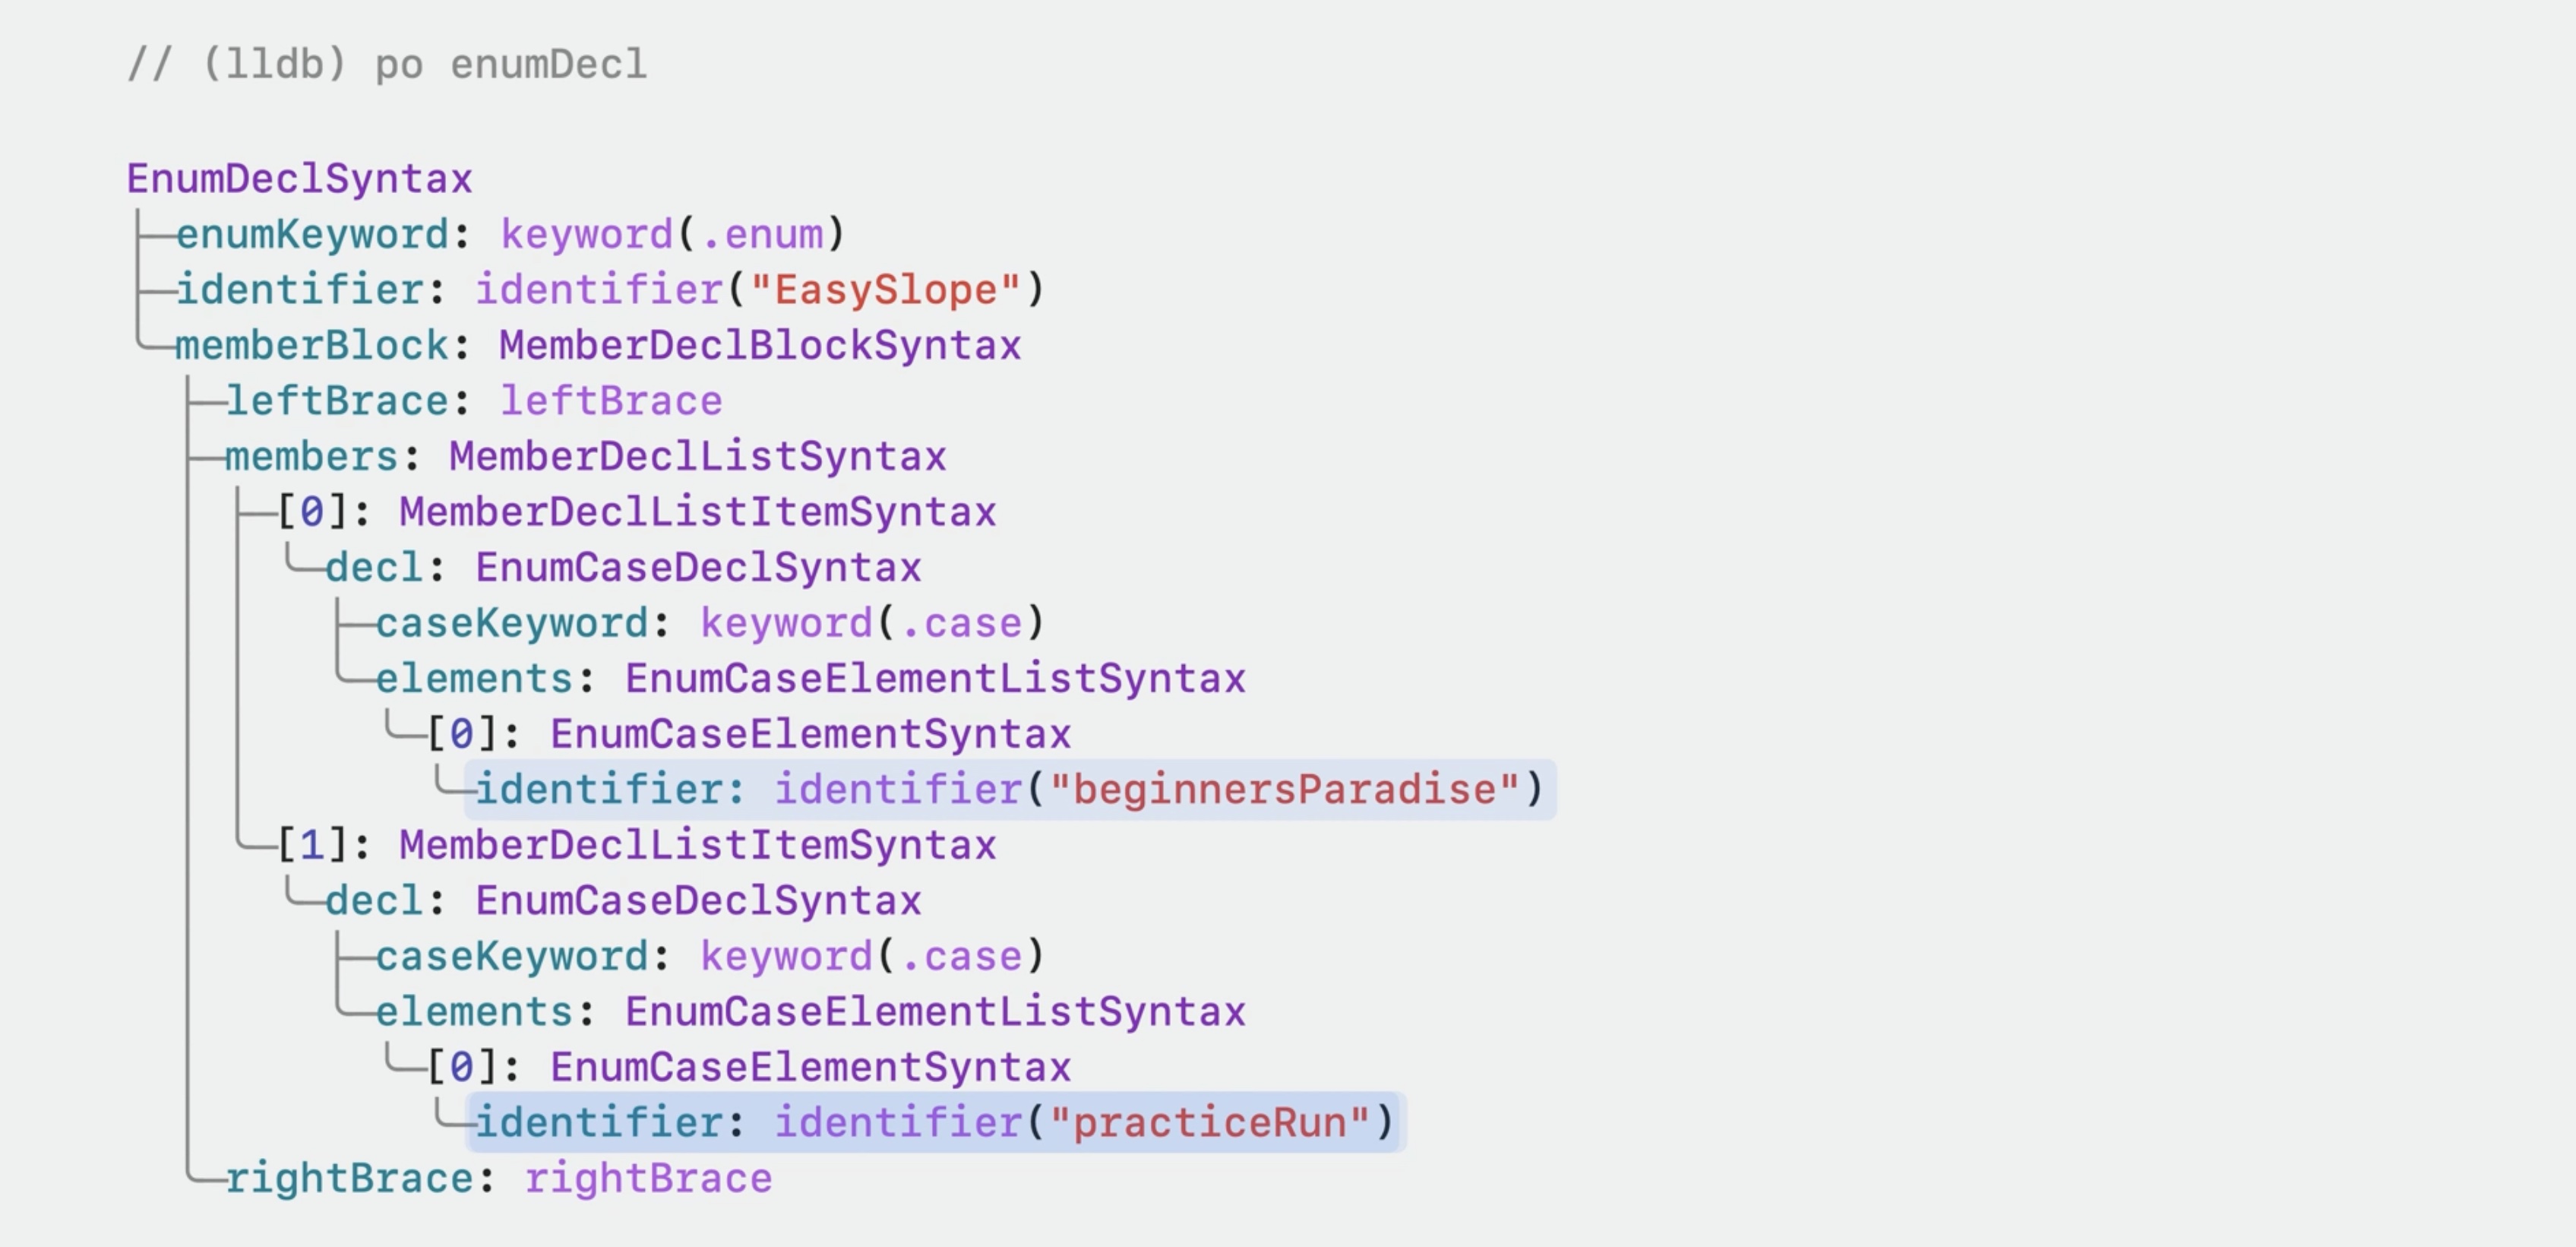 // (lldb) po enumDecl
EnumDeclSyntax
enumKeyword: keyword(.enum)
identifier: identifier("EasySlope")
memberBlock: MemberDeclBlockSyntax
leftBrace: leftBrace
members: MemberDeclListSyntax
[0]: MemberDeclListItemSyntax
decl: EnumCaseDeclSyntax
caseKeyword: keyword(.case)
elements: EnumCaseElementListSyntax
[0]: EnumCaseElementSyntax
identifier: identifier("beginnersParadise")
[1]: MemberDeclListItemSyntax
decl: EnumCaseDeclSyntax
caseKeyword: keyword(.case)
elements: EnumCaseElementListSyntax
[0]: EnumCaseElementSyntax
identifier: identifier("practiceRun")
rightBrace: rightBrace